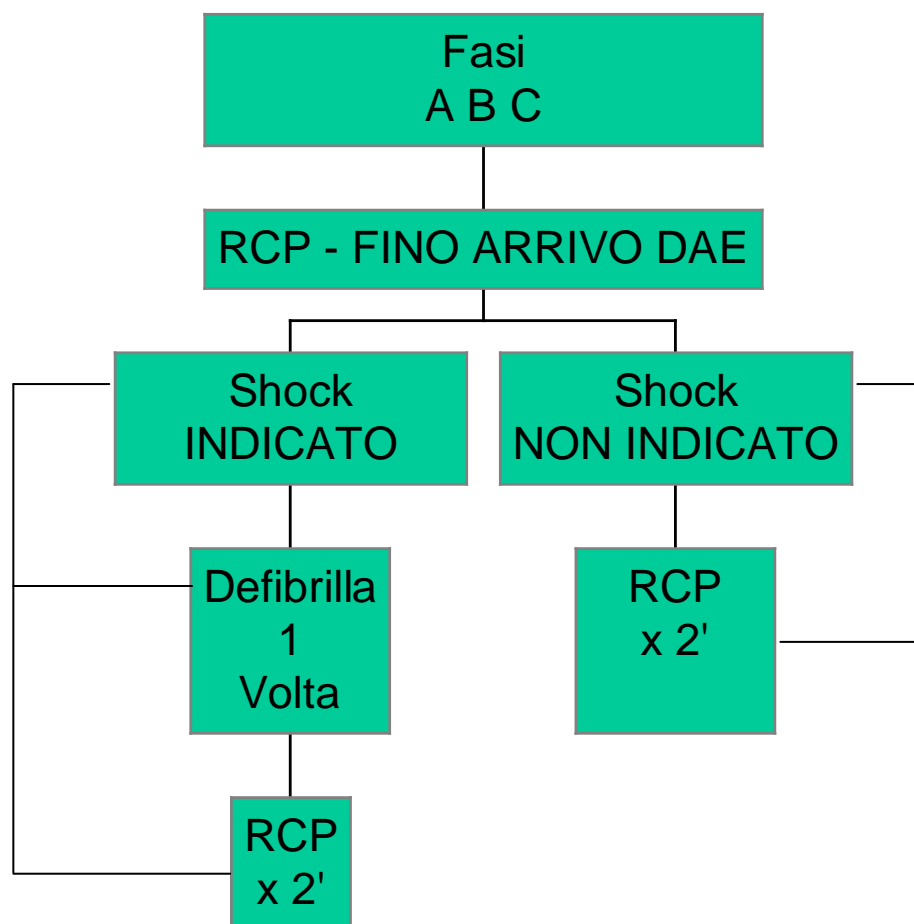 Fasi
A B C
RCP - FINO ARRIVO DAE
Shock
INDICATO
Shock
NON INDICATO
Defibrilla
1
Volta
RCP
x 2'
RCP
x 2'